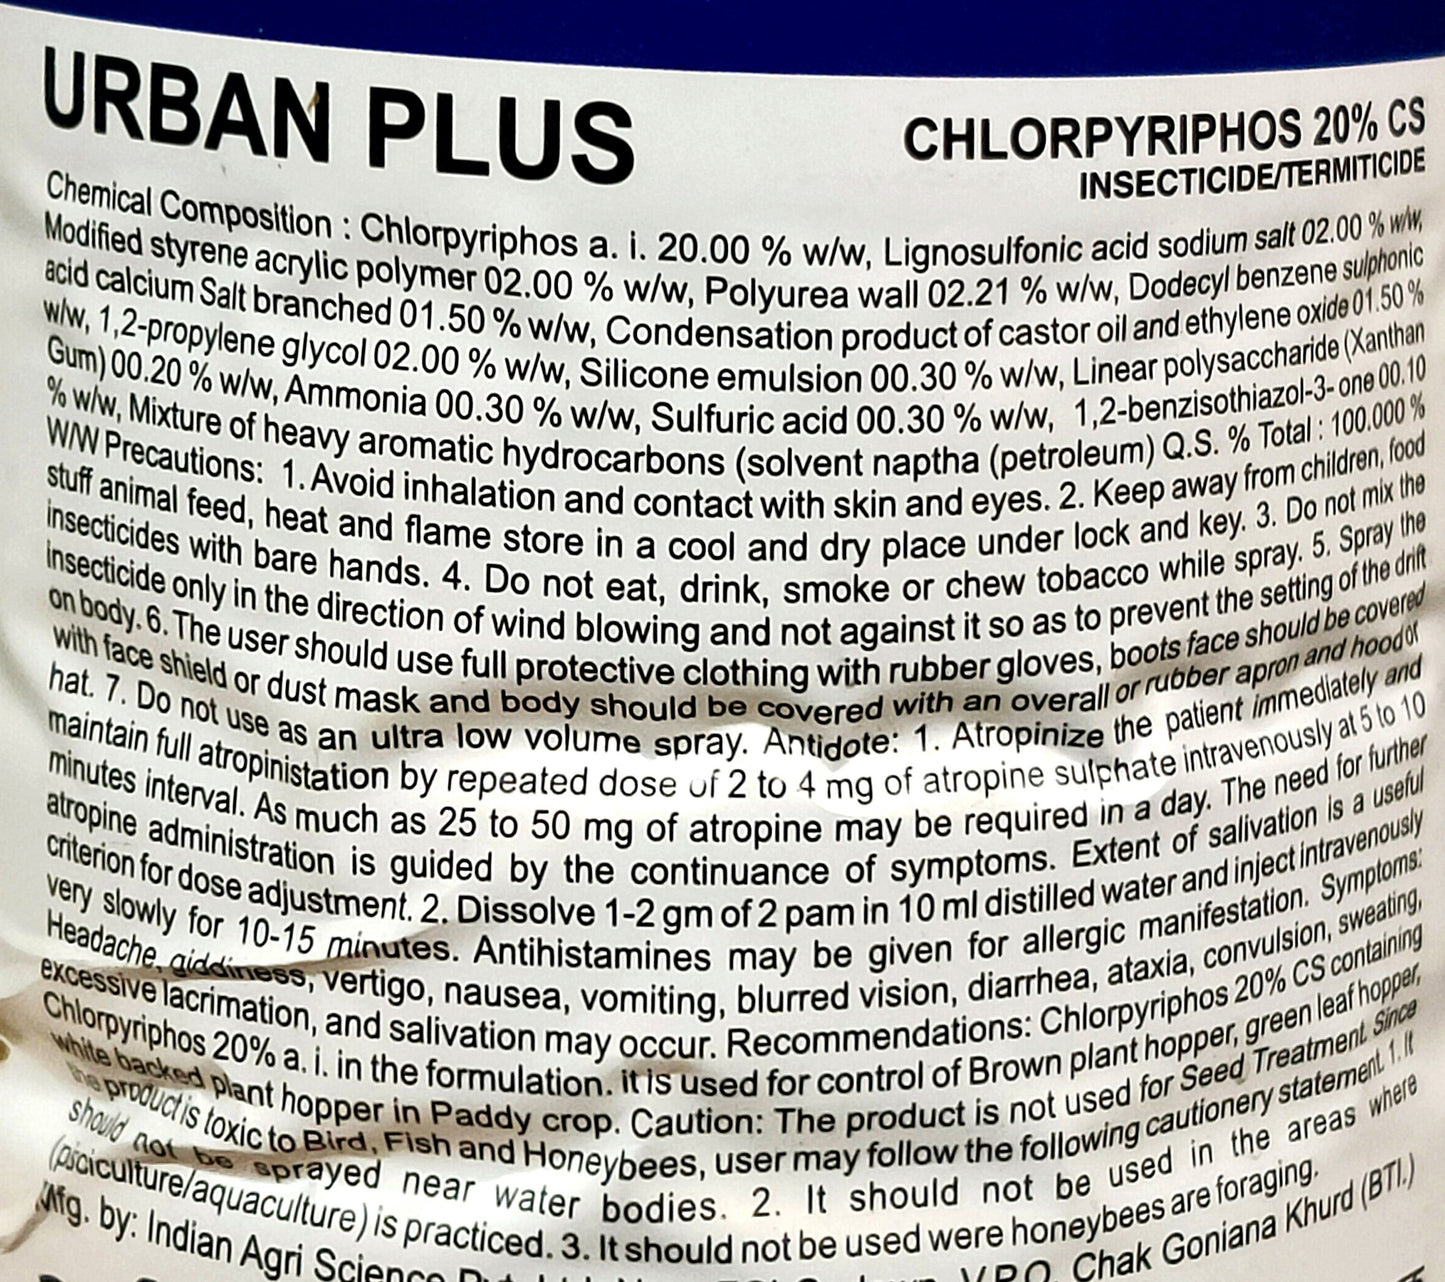 URBAN PLUS
CHLORPYRIPHOS 20% CS
INSECTICIDE/TERMITICIDE
Chemical Composition : Chlorpyriphos a. i. 20.00 % w/w, Lignosulfonic acid sodium salt 02.00 % w/w,
Modified styrene acrylic polymer 02.00 % w/w, Polyurea wall 02.21 % w/w, Dodecyl benzene sulphonic
acid calcium Salt branched 01.50 % w/w, Condensation product of castor oil and ethylene oxide 01.50 %
w/w, 1,2-propylene glycol 02.00 % w/w, Silicone emulsion 00.30 % w/w, Linear polysaccharide (Xanthan
Gum) 00.20 % w/w, Ammonia 00.30 % w/w, Sulfuric acid 00.30 % w/w, 1,2-benzisothiazol-3- one 00.10
% w/w, Mixture of heavy aromatic hydrocarbons (solvent naptha (petroleum) Q.S. % Total : 100.000 %
W/W Precautions: 1. Avoid inhalation and contact with skin and eyes. 2. Keep away from children, food
stuff animal feed, heat and flame store in a cool and dry place under lock and key. 3. Do not mix the
insecticides with bare hands. 4. Do not eat, drink, smoke or chew tobacco while spray. 5. Spray the
insecticide only in the direction of wind blowing and not against it so as to prevent the setting of the drift
on body. 6. The user should use full protective clothing with rubber gloves, boots face should be covered
with face shield or dust mask and body should be covered with an overall or rubber apron and hood or
hat. 7. Do not use as an ultra low volume spray. Antidote: 1. Atropinize the patient immediately and
maintain full atropinistation by repeated dose of 2 to 4 mg of atropine sulphate intravenously at 5 to 10
minutes interval. As much as 25 to 50 mg of atropine may be required in a day. The need for further
atropine administration is guided by the continuance of symptoms. Extent of salivation is a useful
criterion for dose adjustment. 2. Dissolve 1-2 gm of 2 pam in 10 ml distilled water and inject intravenously
very slowly for 10-15 minutes. Antihistamines may be given for allergic manifestation. Symptoms:
Headache, giddiness, vertigo, nausea, vomiting, blurred vision, diarrhea, ataxia, convulsion, sweating,
excessive lacrimation, and salivation may occur. Recommendations: Chlorpyriphos 20% CS containing
Chlorpyriphos 20% a. i. in the formulation. it is used for control of Brown plant hopper, green leaf hopper,
white backed plant hopper in Paddy crop. Caution: The product is not used for Seed Treatment. Since
the product is toxic to Bird, Fish and Honeybees, user may follow the following cautionery statement. 1. It
should not be sprayed near water bodies. 2. It should not be used in the areas where
(pisciculture/aquaculture) is practiced. 3. It should not be used were honeybees are foraging.
Mfg. by: Indian Agri Science V.P.O. Chak Goniana Khurd (BTI.)